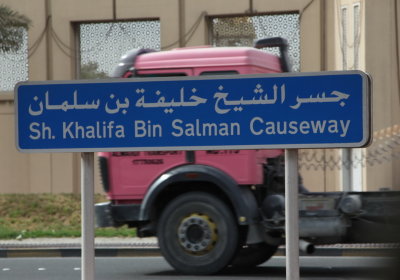 جسر الشيخ خليفة بن سلمان
Sh. Khalifa Bin Salman Causeway